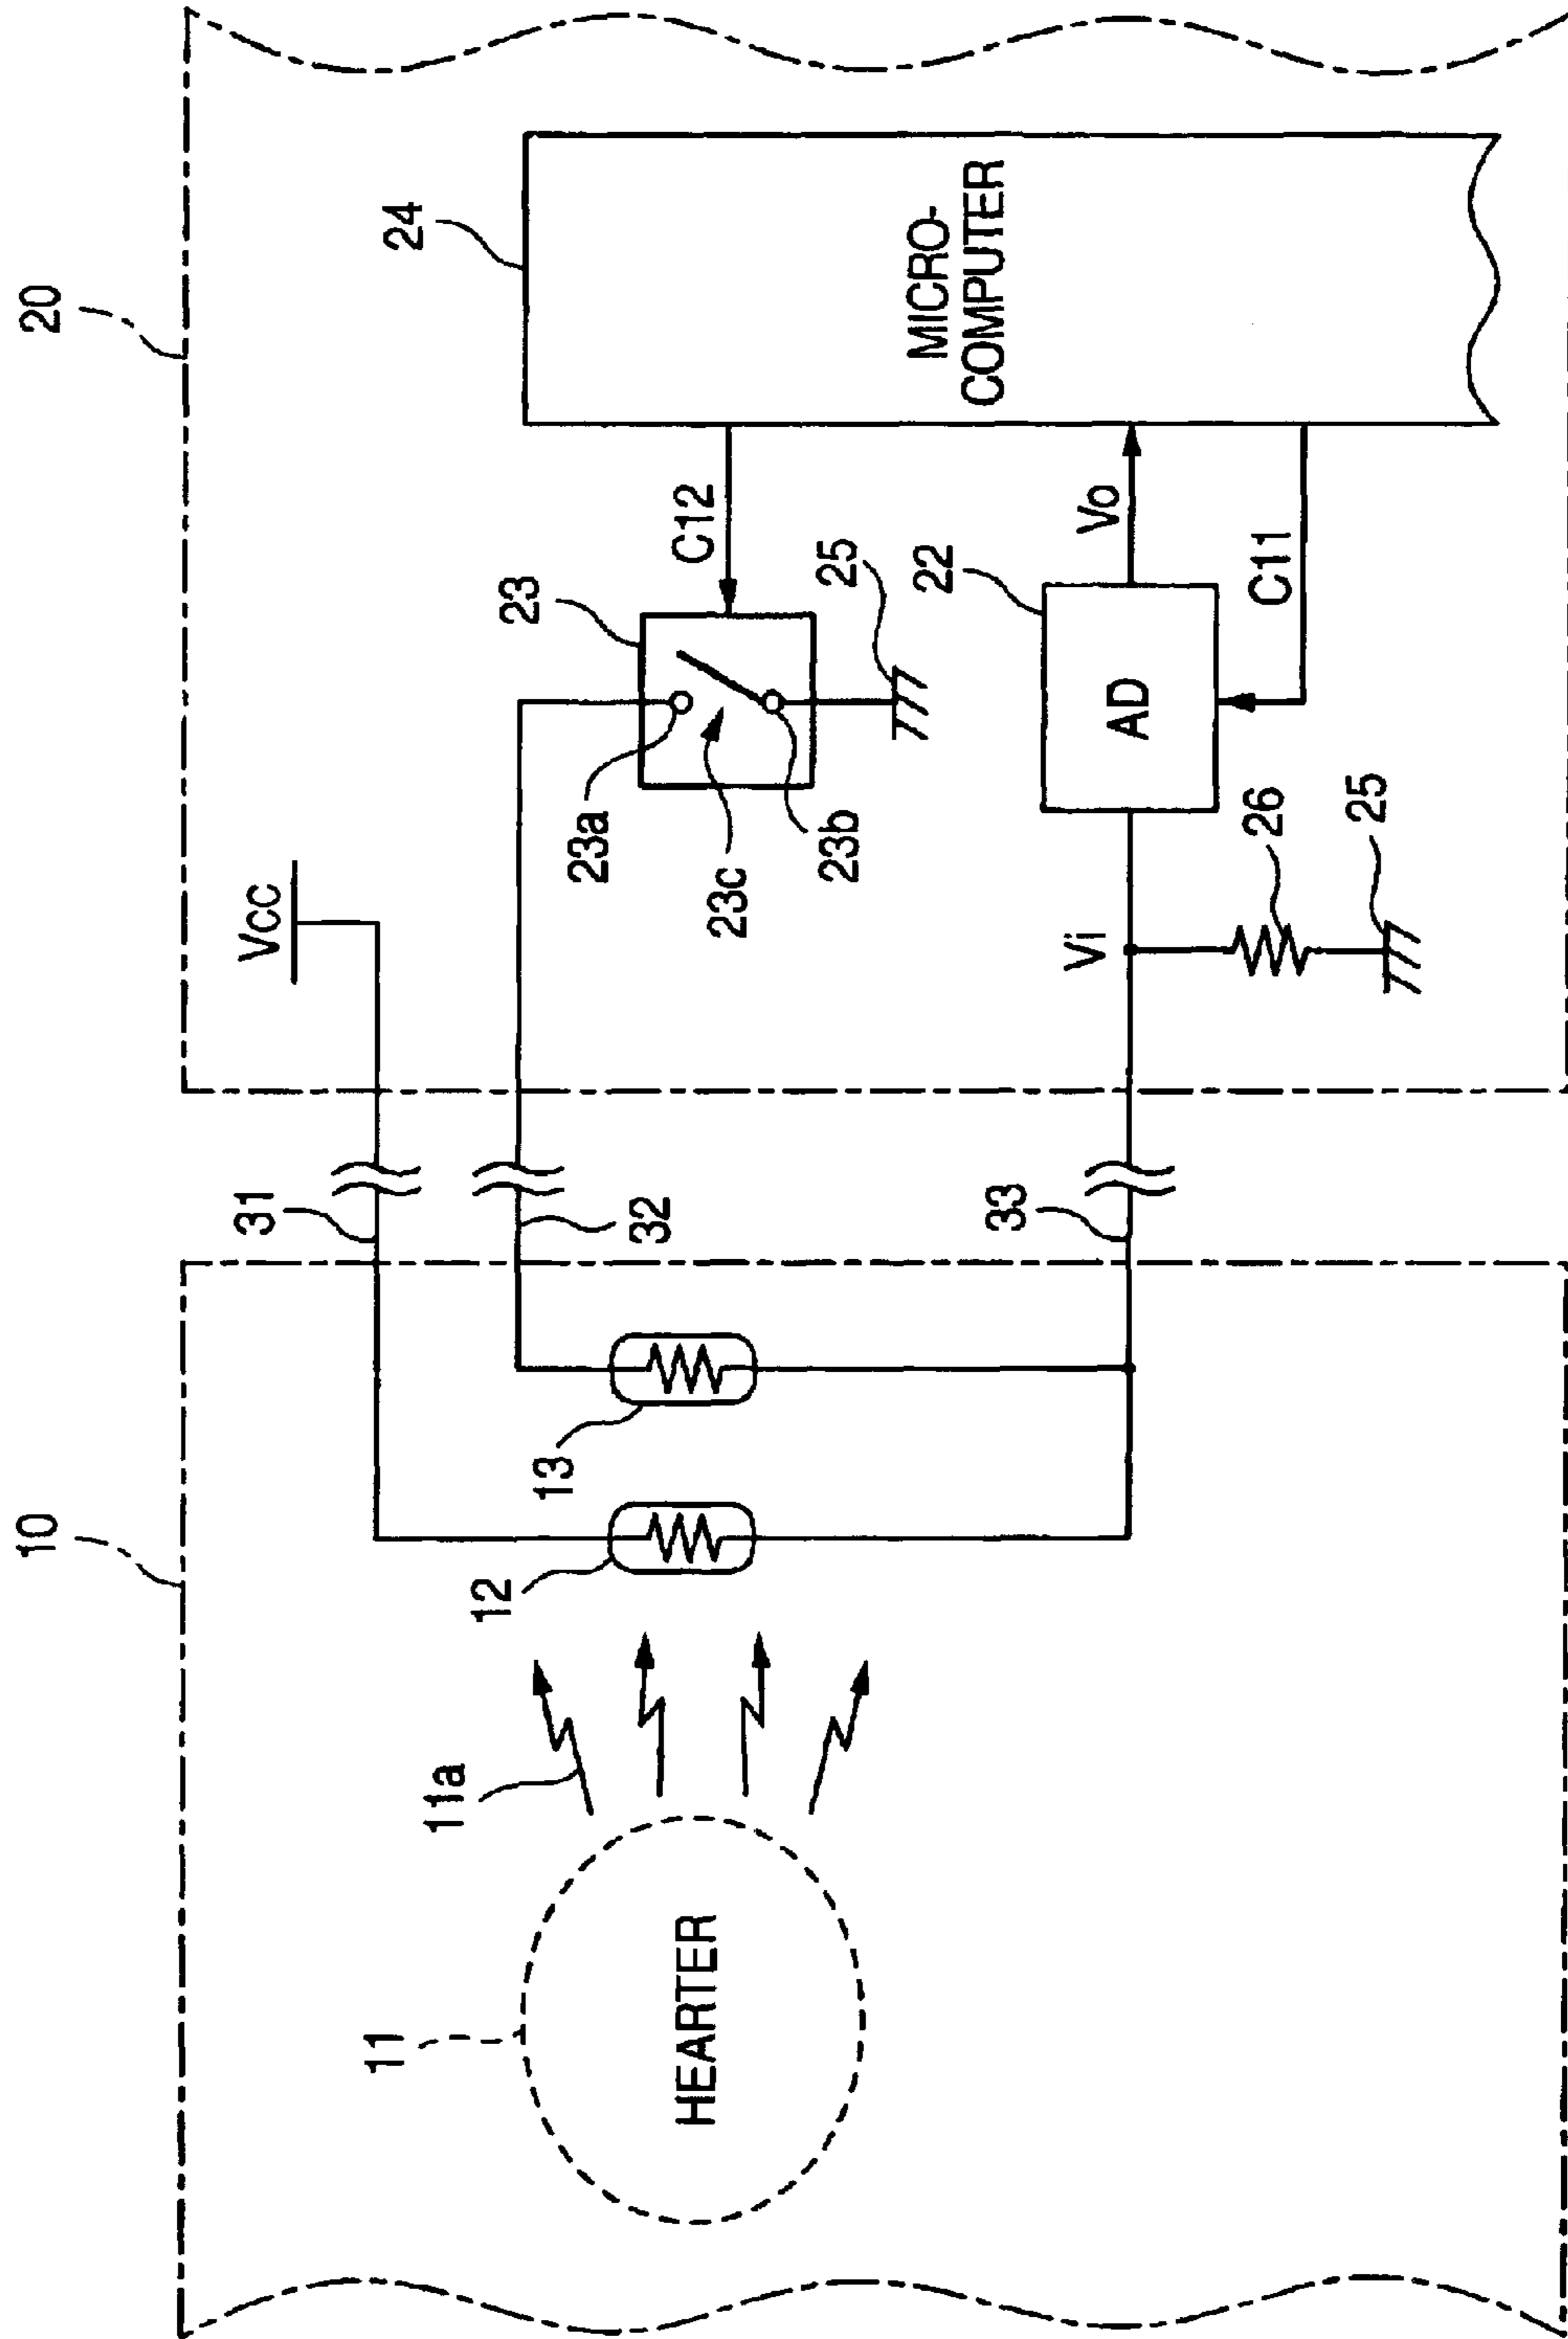 10
20
11
HEARTER
11a
12
13
31
32
33
Vcc
23
23a
23b
23c
C12
25
24
MICRO-
COMPUTER
22
AD
Vo
C11
Vi
26
25